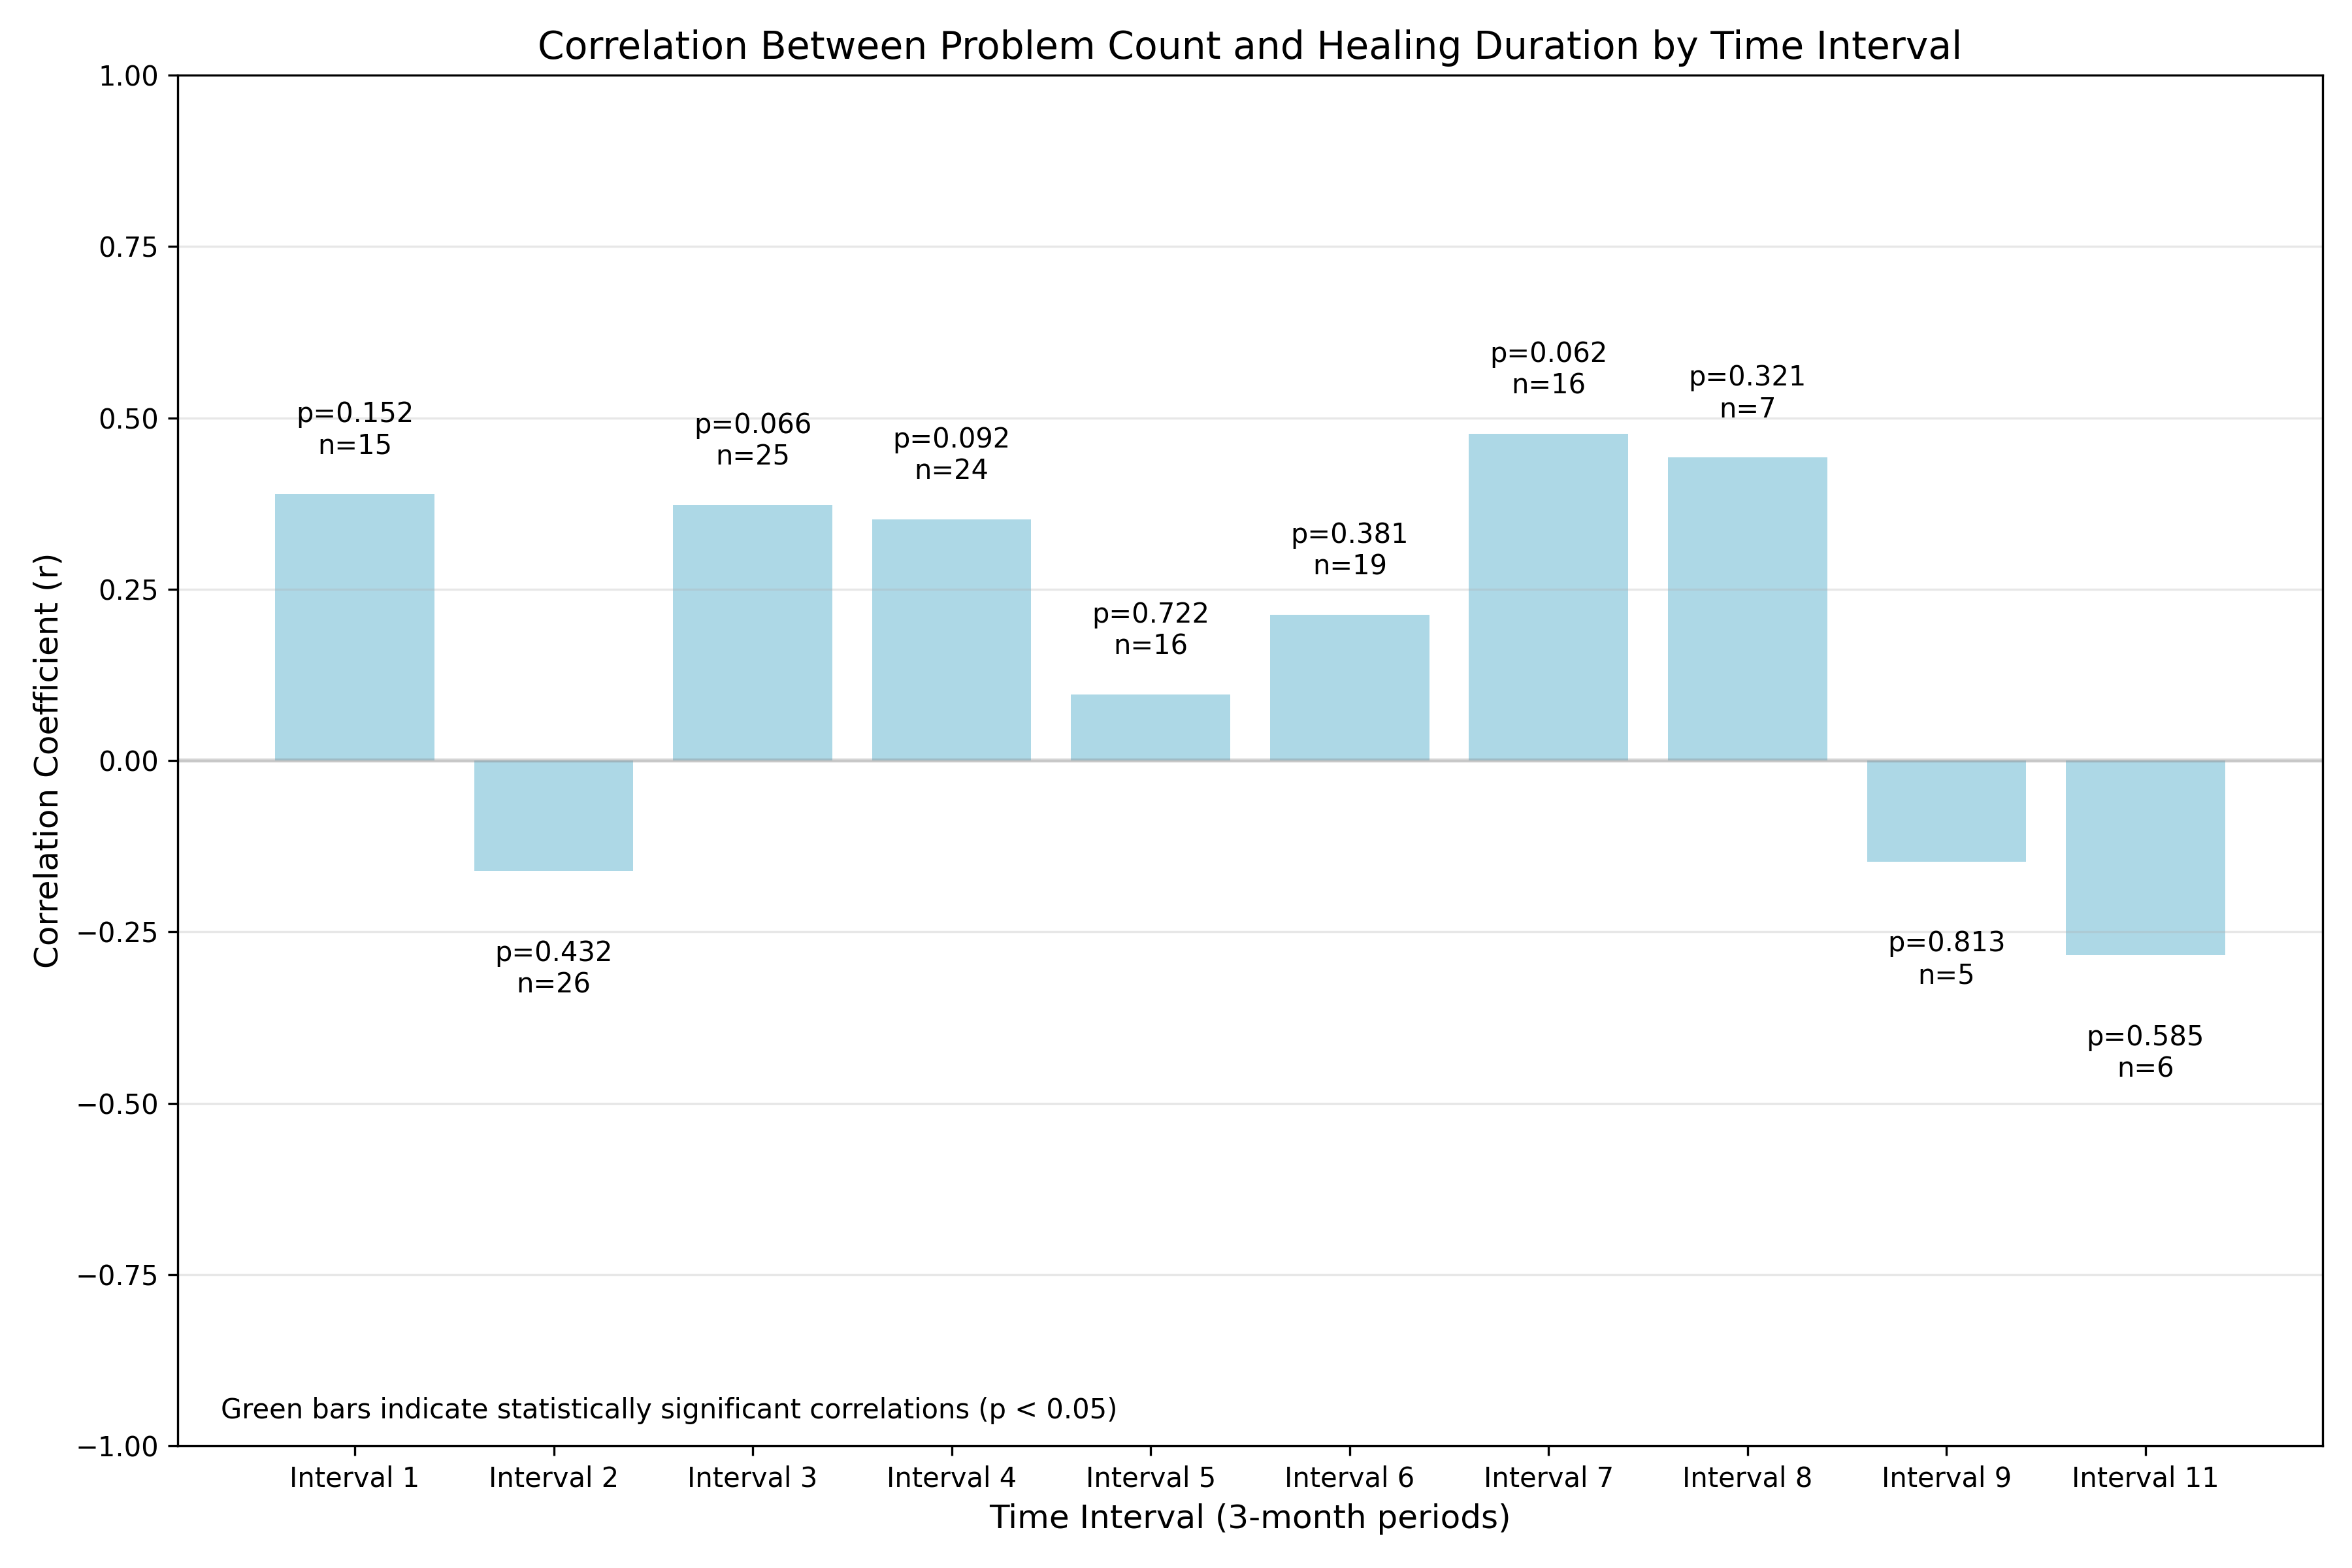 Correlation Between Problem Count and Healing Duration by Time Interval
Correlation Coefficient (r)
1.00
0.75
0.50
0.25
0.00
−0.25
−0.50
−0.75
−1.00
p=0.152
n=15
p=0.432
n=26
p=0.066
n=25
p=0.092
n=24
p=0.722
n=16
p=0.381
n=19
p=0.062
n=16
p=0.321
n=7
p=0.813
n=5
p=0.585
n=6
Green bars indicate statistically significant correlations (p < 0.05)
Interval 1
Interval 2
Interval 3
Interval 4
Interval 5
Interval 6
Interval 7
Interval 8
Interval 9
Interval 11
Time Interval (3-month periods)